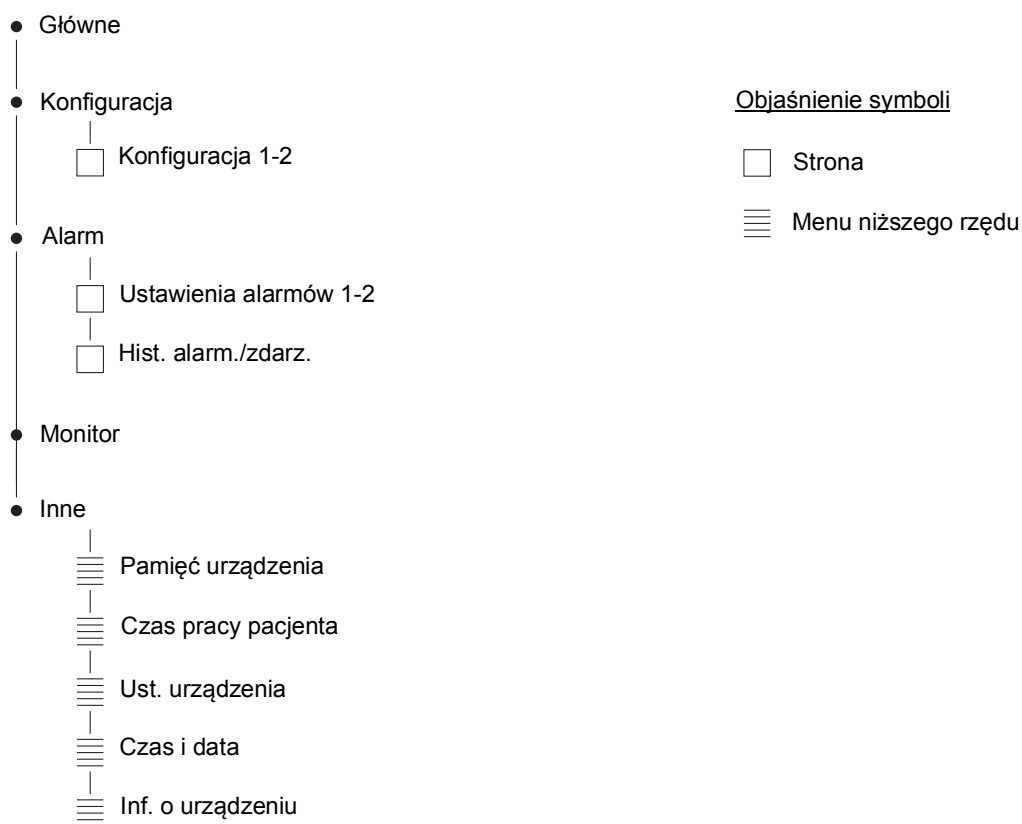 Główne
Konfiguracja
Konfiguracja 1-2
Alarm
Ustawienia alarmów 1-2
Hist. alarm./zdarz.
Monitor
Inne
Pamięć urządzenia
Czas pracy pacjenta
Ust. urządzenia
Czas i data
Inf. o urządzeniu
Objaśnienie symboli
Strona
Menu niższego rzędu